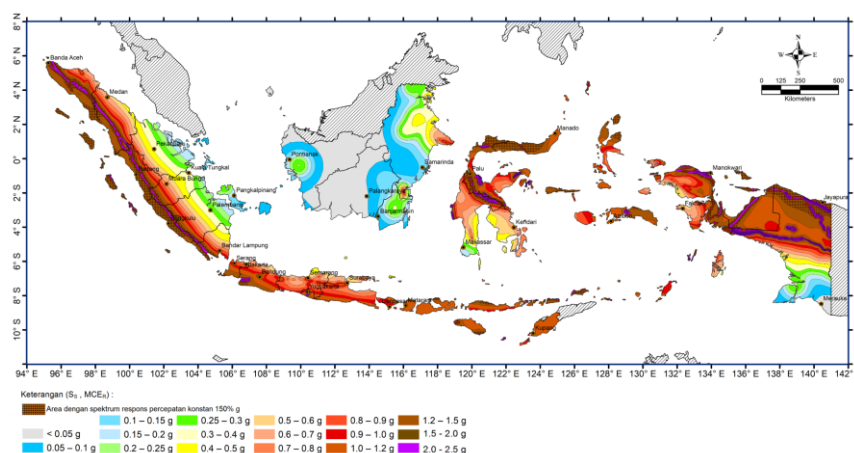 8° N
6° N
4° N
2° N
0°
2° S
4° S
6° S
8° S
10° S
N
W E
S
0 125 250 500
Kilometers
Banda Aceh
Medan
Pekanbaru
Kuala Tungkal
Padang
Muara Bungo
Pangkalpinang
Palembang
Bengkulu
Bandar Lampung
Serang
Jakarta
Bandung
Semarang
Surabaya
Mataram
Kupang
Pontianak
Samarinda
Banjarmasin
Palu
Manado
Kendari
Makassar
Manokwari
Jayapura
Merauke
94° E 96° E 98° E 100° E 102° E 104° E 106° E 108° E 110° E 112° E 114° E 116° E 118° E 120° E 122° E 124° E 126° E 128° E 130° E 132° E 134° E 136° E 138° E 140° E 142° E
Keterangan (SS , MCER) :
Area dengan spektrum respons percepatan konstan 150% g
0.1 – 0.15 g 0.25 – 0.3 g 0.5 – 0.6 g 0.8 – 0.9 g 1.2 – 1.5 g
< 0.05 g 0.15 – 0.2 g 0.3 – 0.4 g 0.6 – 0.7 g 0.9 – 1.0 g 1.5 - 2.0 g
0.05 – 0.1 g 0.2 – 0.25 g 0.4 – 0.5 g 0.7 – 0.8 g 1.0 – 1.2 g 2.0 - 2.5 g